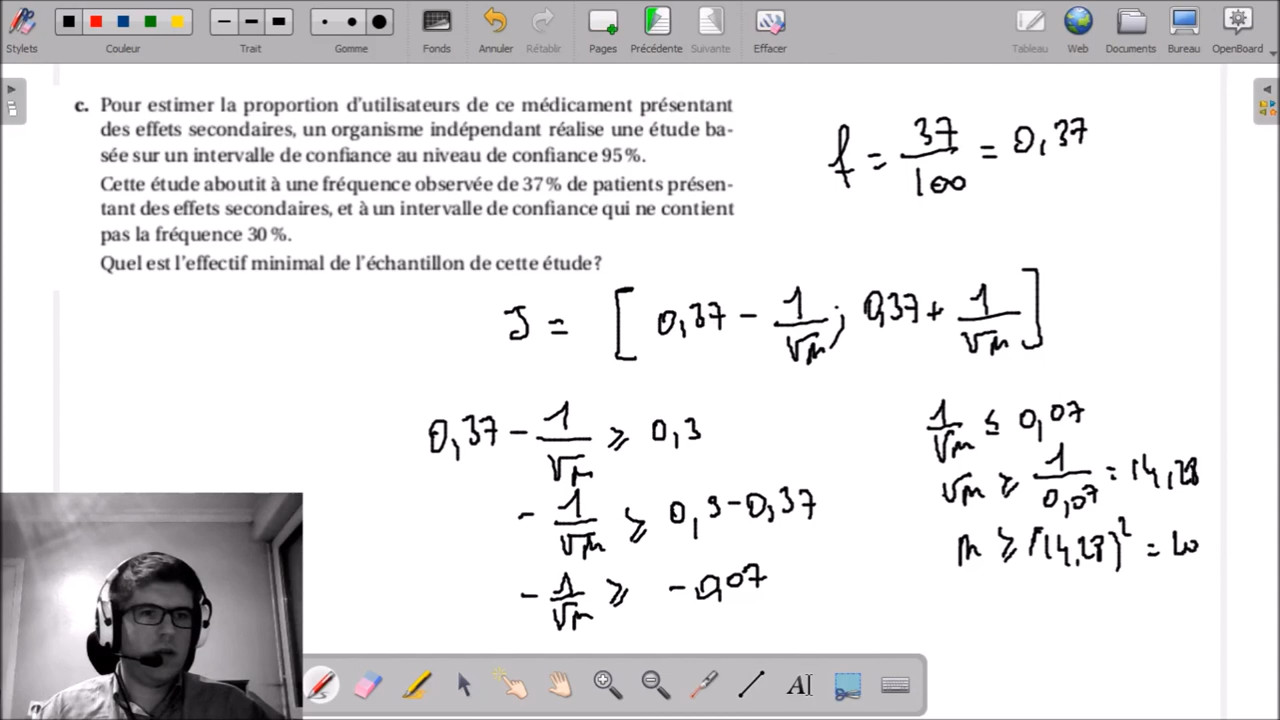 Stylets
Couleur
Trait
Gomme
Fonds
Annuler
Rétablir
Pages
Précédente
Suivante
Effacer
Tableau
Web
Documents
Bureau
OpenBoard
c. Pour estimer la proportion d'utilisateurs de ce médicament présentant
des effets secondaires, un organisme indépendant réalise une étude ba-
sée sur un intervalle de confiance au niveau de confiance 95 %.
Cette étude aboutit à une fréquence observée de 37 % de patients présen-
tant des effets secondaires, et à un intervalle de confiance qui ne contient
pas la fréquence 30 %.
Quel est l'effectif minimal de l'échantillon de cette étude ?
f = 37/100 = 0,37
J = [ 0,37 - 1/√n ; 0,37 + 1/√n ]
0,37 - 1/√n ⩾ 0,3
- 1/√n ⩾ 0,3 - 0,37
- 1/√n ⩾ - 0,07
1/√n ≤ 0,07
√n ⩾ 1/0,07 = 14,28
n ⩾ (14,28)² = 20
AI